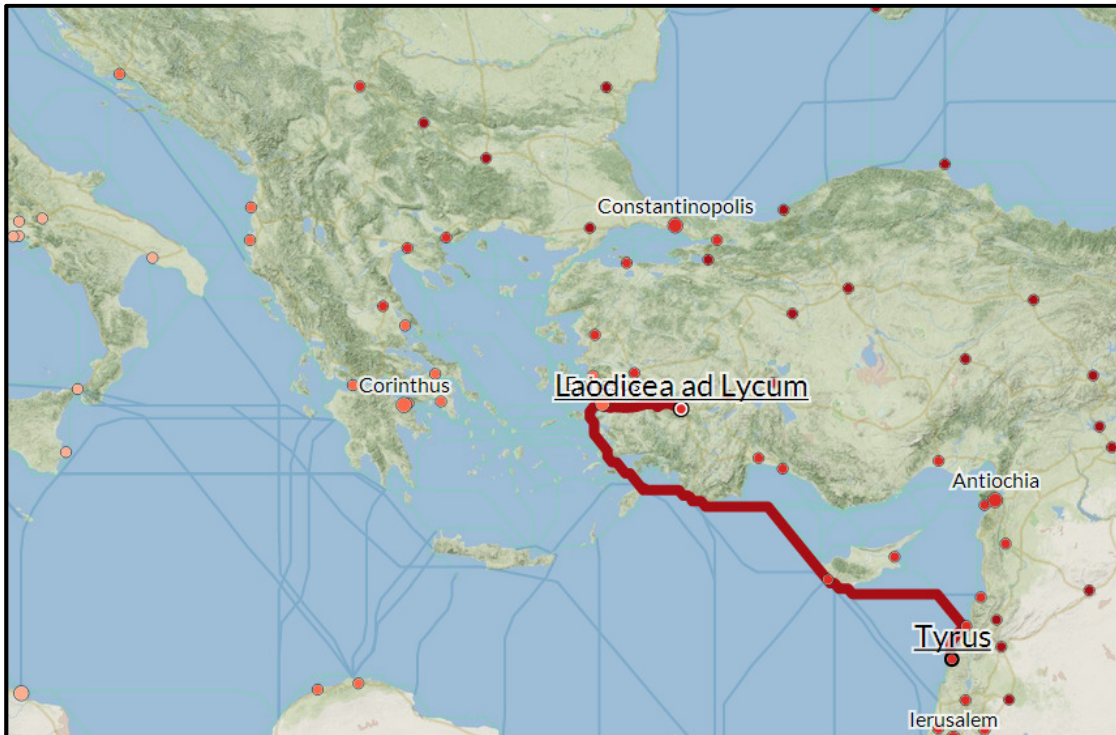 Constantinopolis
Corinthus
Laodicea ad Lycum
Antiochia
Tyrus
Ierusalem